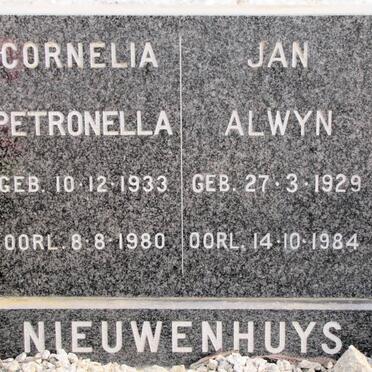 CORNELIA
PETRONELLA
GEB. 10·12·1933
OORL. 8·8·1980
JAN
ALWYN
GEB. 27·3·1929
OORL. 14·10·1984
NIEUWENHUYS